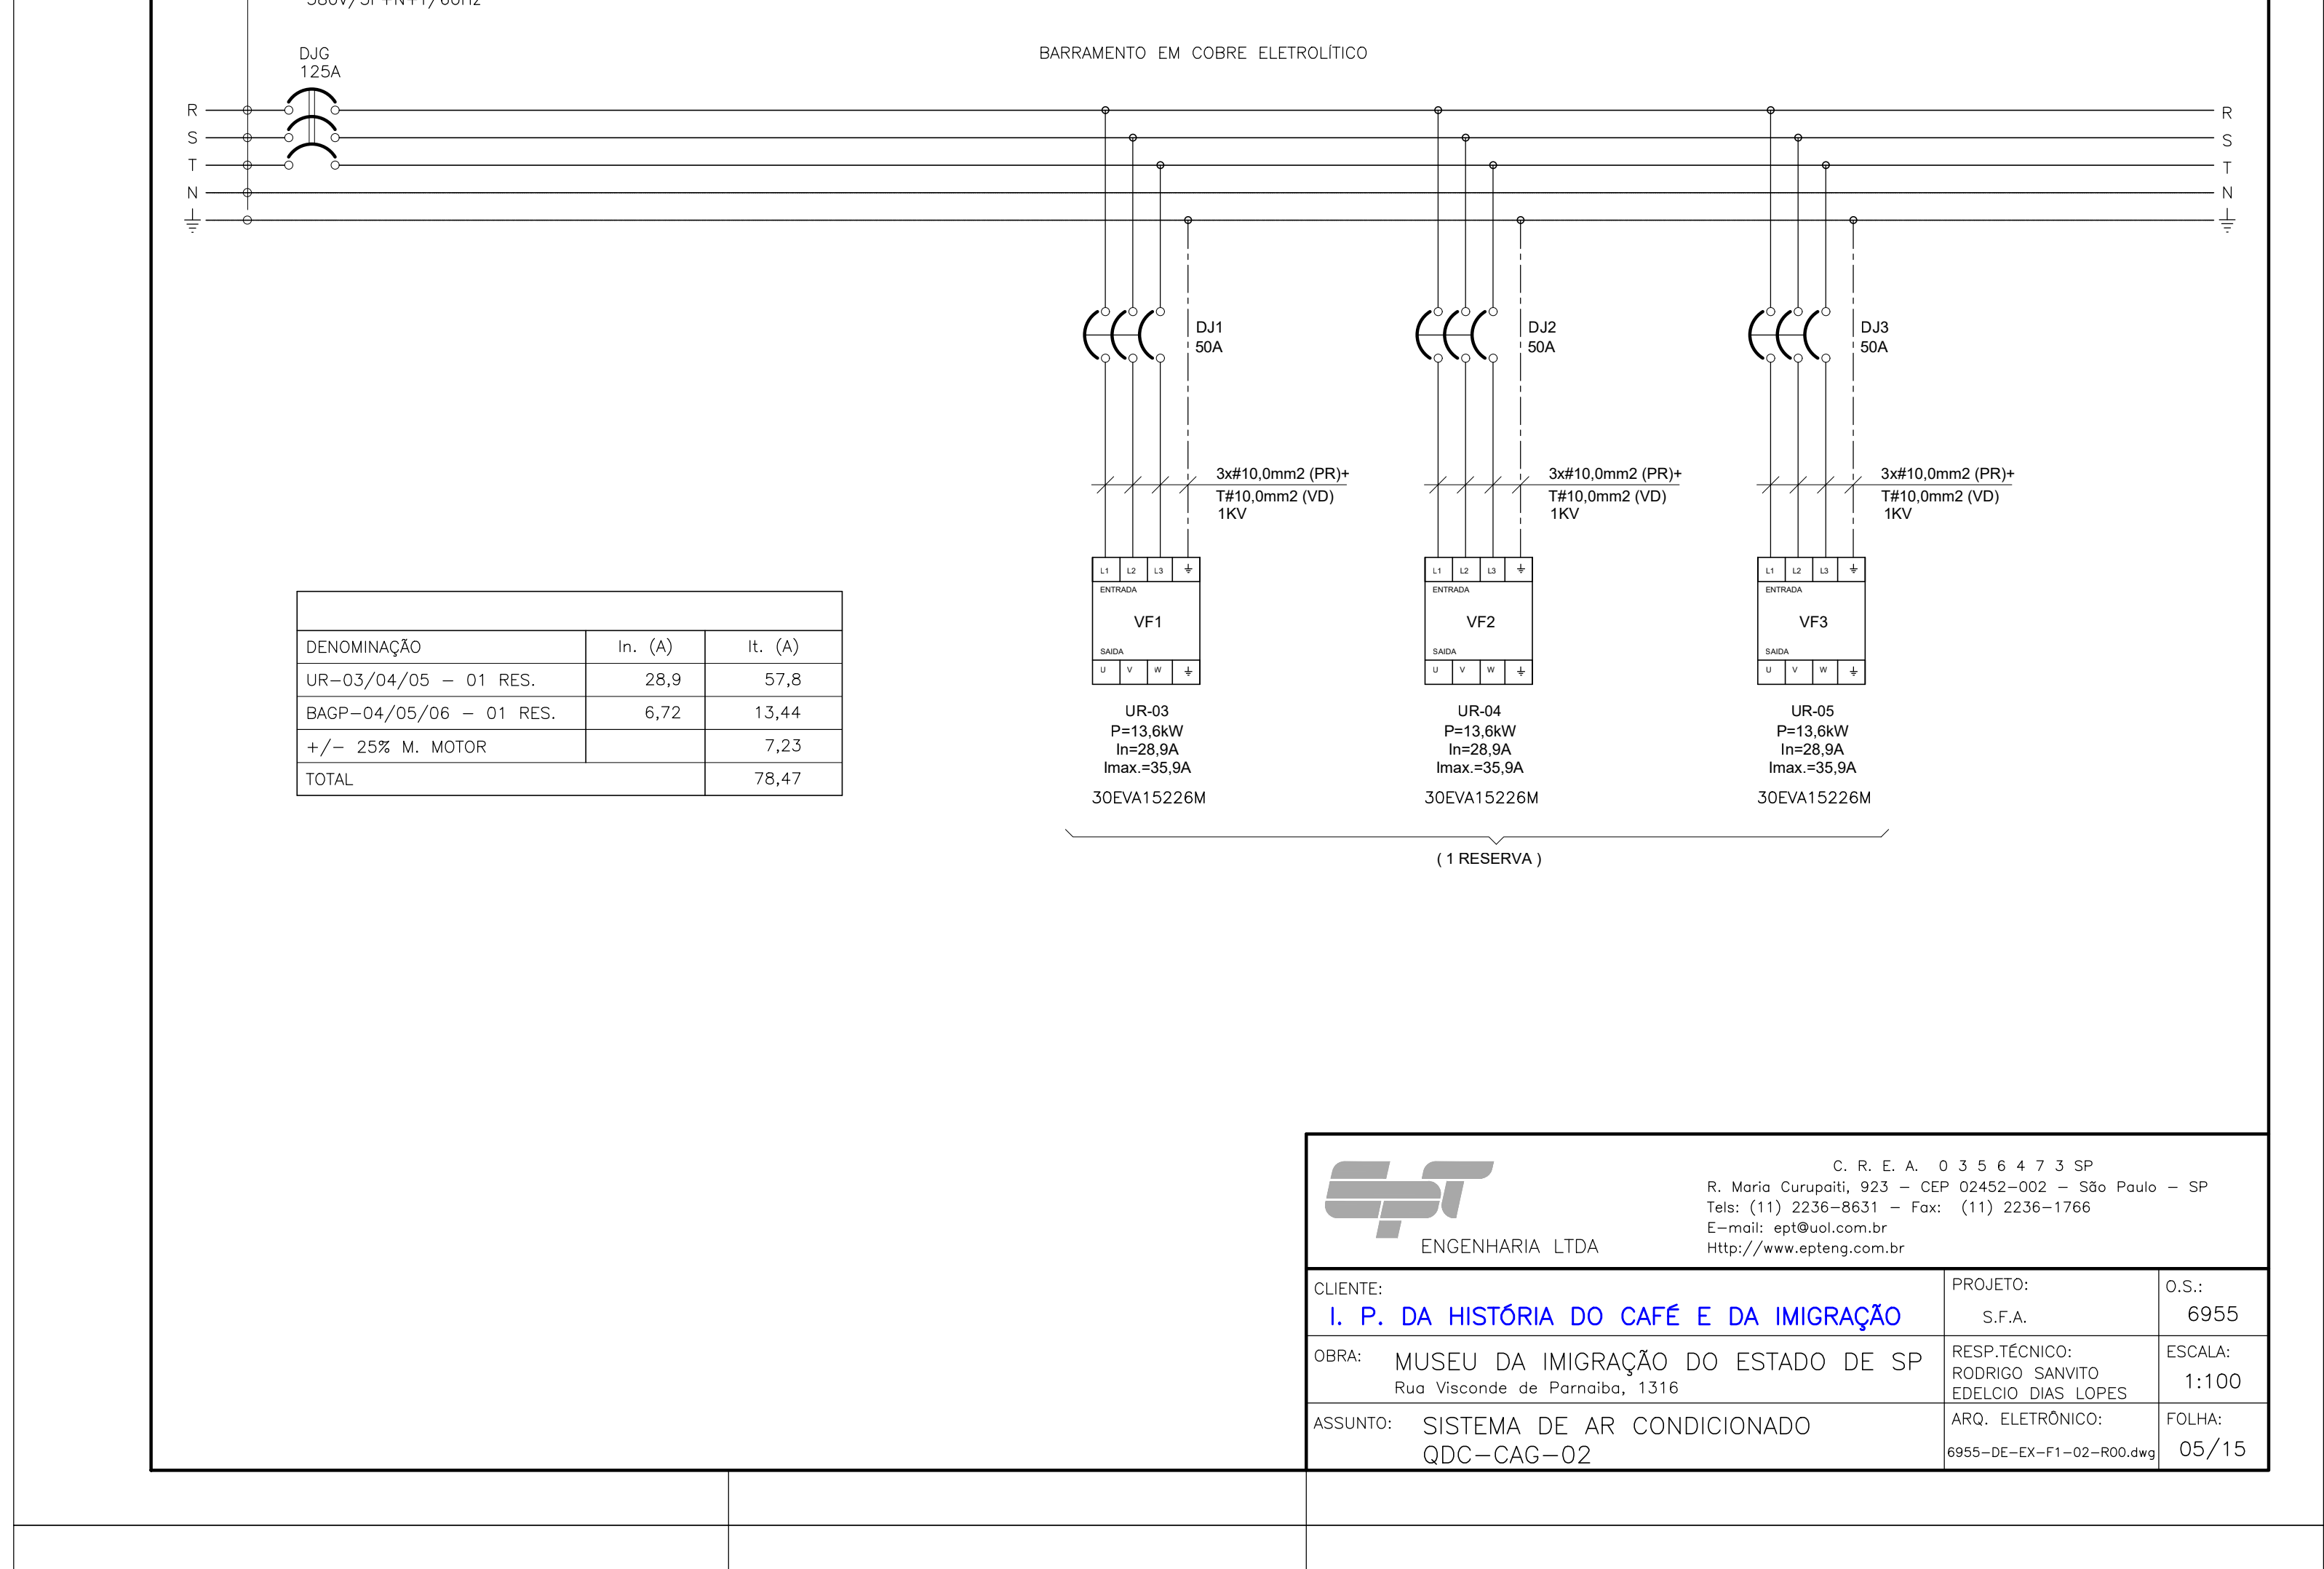 DJG
125A
BARRAMENTO EM COBRE ELETROLÍTICO
R
S
T
N
R
S
T
N
DJ1
50A
DJ2
50A
DJ3
50A
3x#10,0mm2 (PR)+
T#10,0mm2 (VD)
1KV
3x#10,0mm2 (PR)+
T#10,0mm2 (VD)
1KV
3x#10,0mm2 (PR)+
T#10,0mm2 (VD)
1KV
L1 L2 L3
ENTRADA
VF1
SAIDA
U V W
L1 L2 L3
ENTRADA
VF2
SAIDA
U V W
L1 L2 L3
ENTRADA
VF3
SAIDA
U V W
UR-03
P=13,6kW
In=28,9A
Imax.=35,9A
30EVA15226M
UR-04
P=13,6kW
In=28,9A
Imax.=35,9A
30EVA15226M
UR-05
P=13,6kW
In=28,9A
Imax.=35,9A
30EVA15226M
( 1 RESERVA )
DENOMINAÇÃO In. (A) It. (A)
UR-03/04/05 - 01 RES. 28,9 57,8
BAGP-04/05/06 - 01 RES. 6,72 13,44
+/- 25% M. MOTOR 7,23
TOTAL 78,47
EPT
ENGENHARIA LTDA
C. R. E. A. 0 3 5 6 4 7 3 SP
R. Maria Curupaiti, 923 - CEP 02452-002 - São Paulo - SP
Tels: (11) 2236-8631 - Fax: (11) 2236-1766
E-mail: ept@uol.com.br
Http://www.epteng.com.br
CLIENTE:
I. P. DA HISTÓRIA DO CAFÉ E DA IMIGRAÇÃO
PROJETO:
S.F.A.
O.S.:
6955
OBRA: MUSEU DA IMIGRAÇÃO DO ESTADO DE SP
Rua Visconde de Parnaiba, 1316
RESP.TÉCNICO:
RODRIGO SANVITO
EDELCIO DIAS LOPES
ESCALA:
1:100
ASSUNTO: SISTEMA DE AR CONDICIONADO
QDC-CAG-02
ARQ. ELETRÔNICO:
6955-DE-EX-F1-02-R00.dwg
FOLHA:
05/15